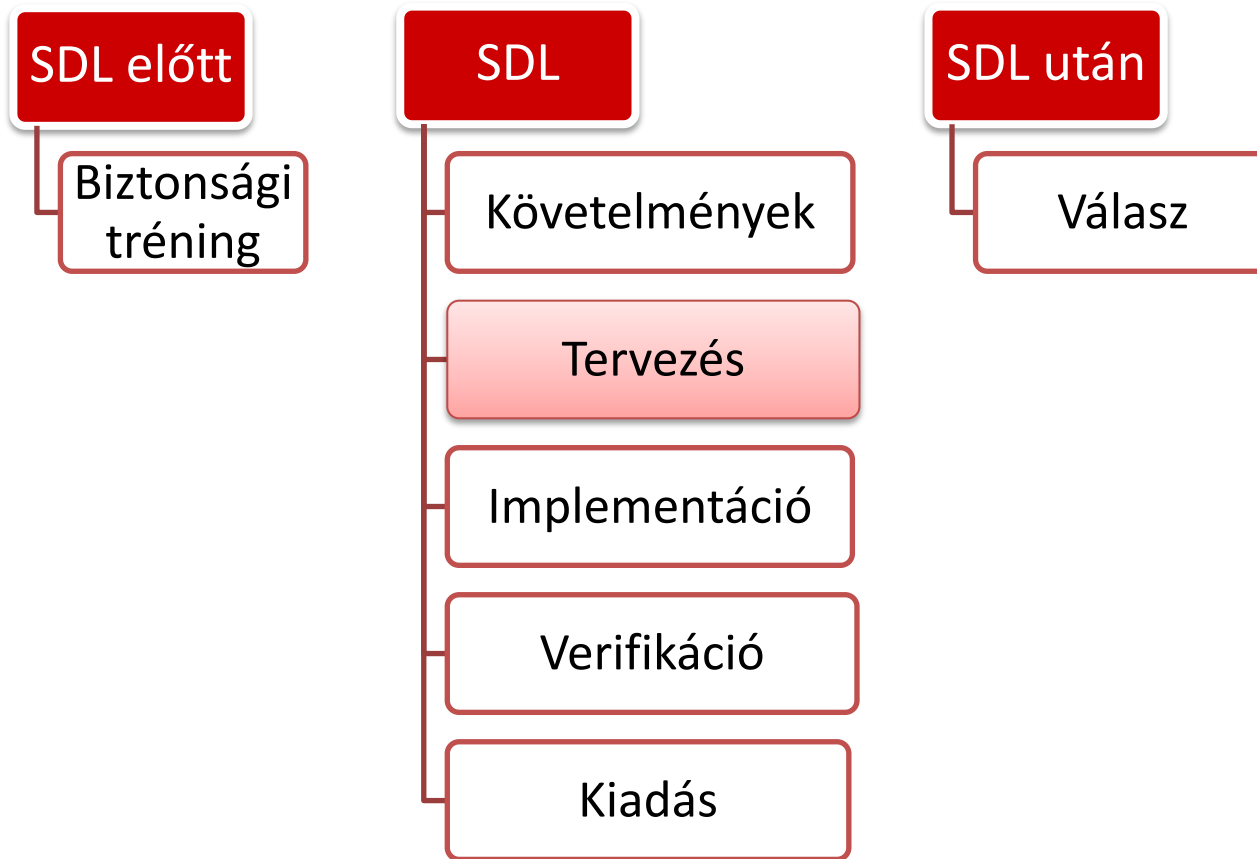 SDL előtt
Biztonsági
tréning
SDL
Követelmények
Tervezés
Implementáció
Verifikáció
Kiadás
SDL után
Válasz